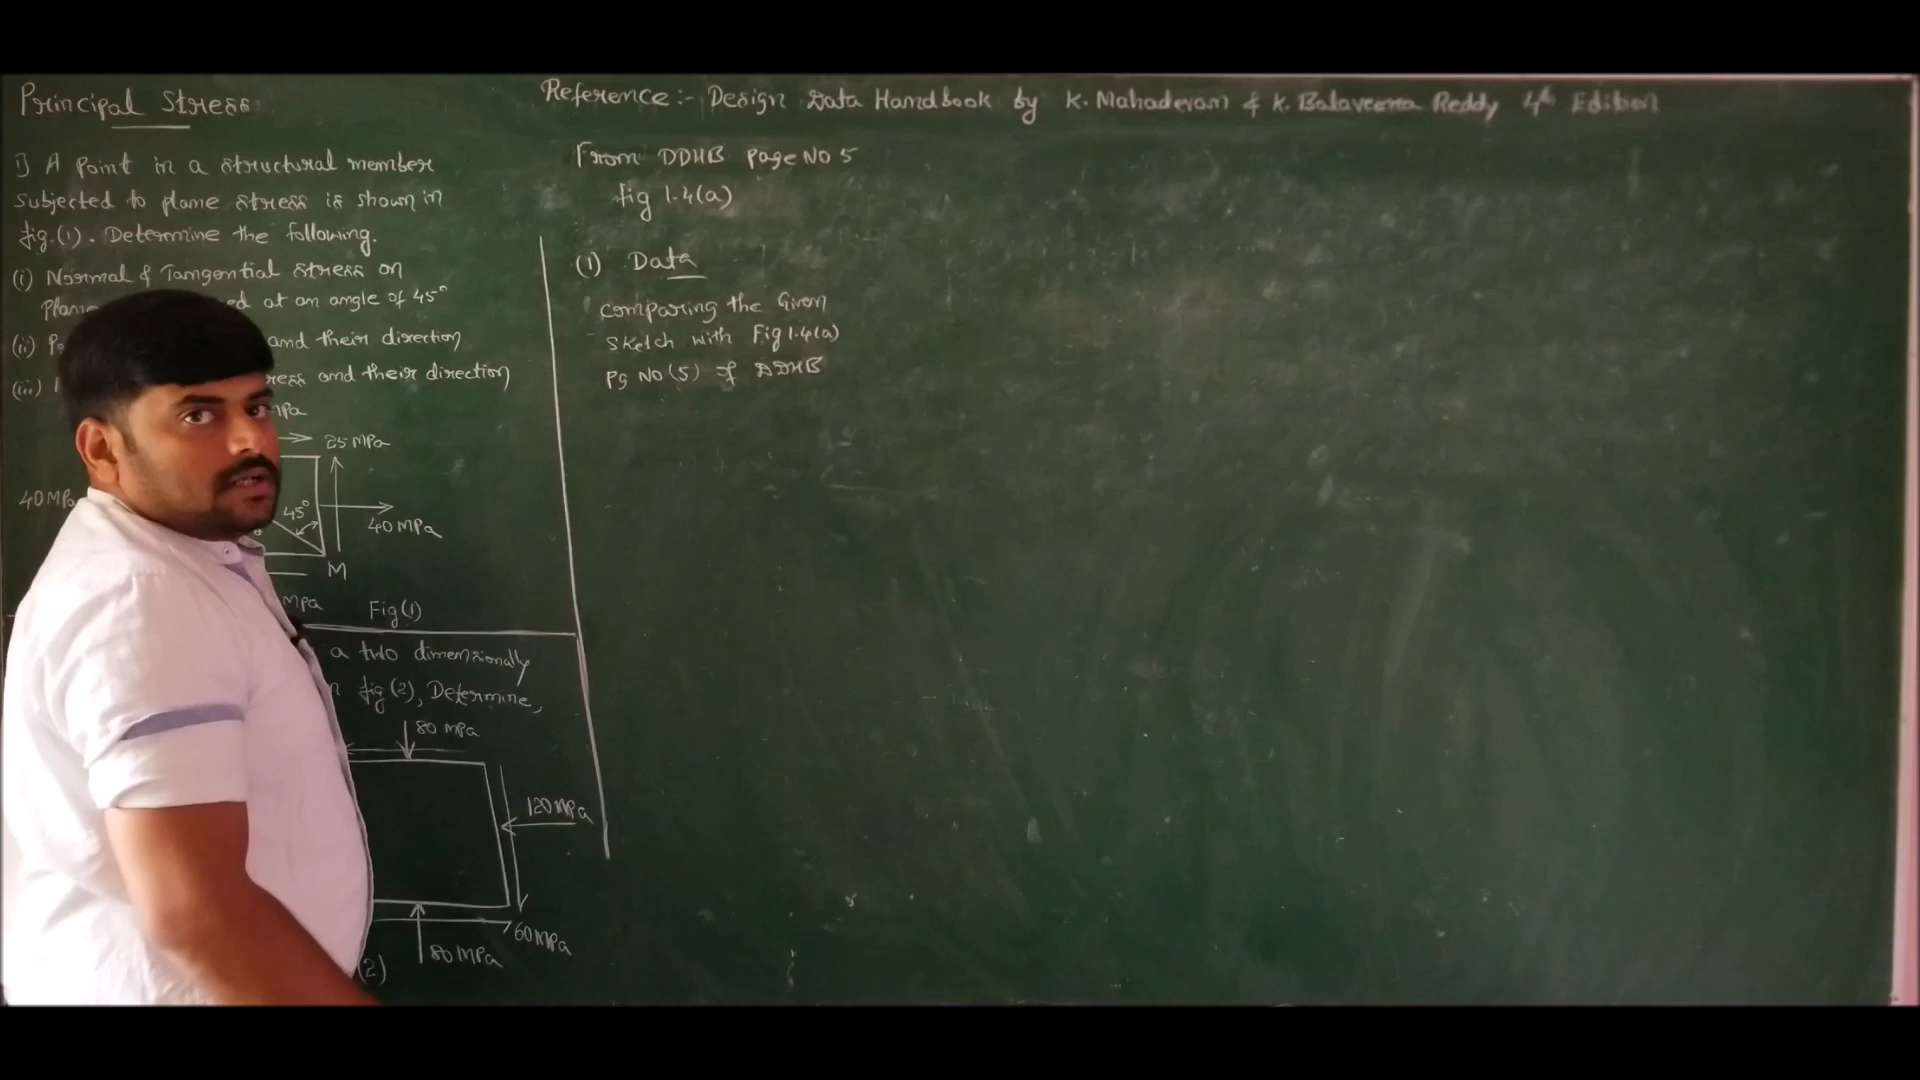 Principal Stress
Reference:- Design Data Handbook by K. Mahadevan & K. Balaveera Reddy 4th Edition
1) A point in a structural member
subjected to plane stress is shown in
fig.(1). Determine the following.
(i) Normal & Tangential stress on
plane ed at an angle of 45°
(ii) and their direction
(iii) ress and their direction
MPa
25 MPa
40 MPa
45°
40 MPa
M
MPa
Fig(1)
a two dimensionally
fig(2), Determine,
80 MPa
120 MPa
60 MPa
80 MPa
(2)
From DDHB page No 5
fig 1.4(a)
(1) Data
comparing the Given
sketch with Fig 1.4(a)
Pg No (5) of DDHB